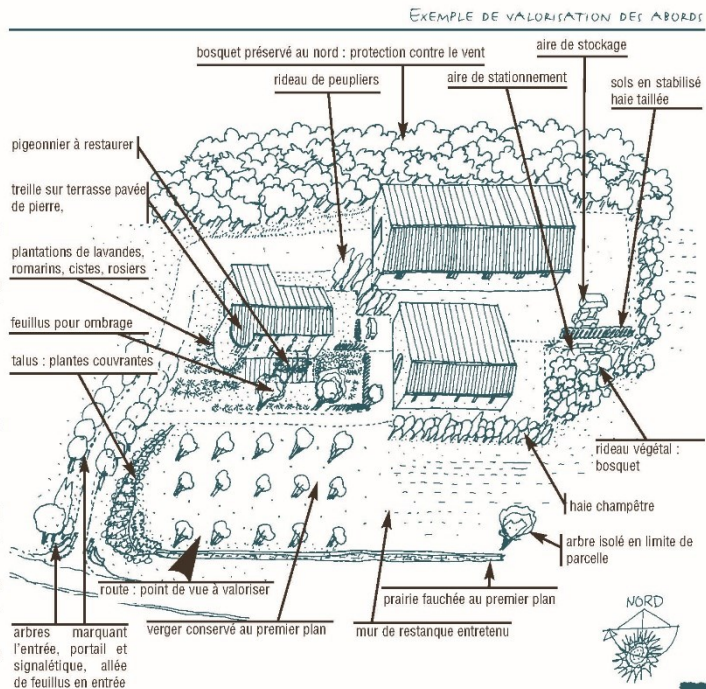 EXEMPLE DE VALORISATION DES ABORDS
bosquet préservé au nord : protection contre le vent
aire de stockage
rideau de peupliers
aire de stationnement
sols en stabilisé
haie taillée
pigeonnier à restaurer
treille sur terrasse pavée
de pierre,
plantations de lavandes,
romarins, cistes, rosiers
feuillus pour ombrage
talus : plantes couvrantes
rideau végétal :
bosquet
haie champêtre
arbre isolé en limite de
parcelle
route : point de vue à valoriser
prairie fauchée au premier plan
verger conservé au premier plan
mur de restanque entretenu
arbres marquant
l'entrée, portail et
signalétique, allée
de feuillus en entrée
NORD